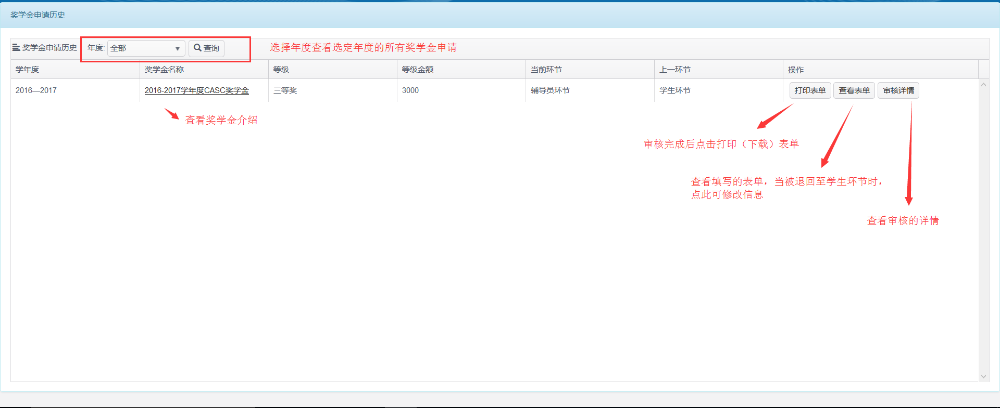 奖学金申请历史
奖学金申请历史 年度: 全部 查询 选择年度查看选定年度的所有奖学金申请
学年度 奖学金名称 等级 等级金额 当前环节 上一环节 操作
2016—2017 2016-2017学年度CASC奖学金 三等奖 3000 辅导员环节 学生环节 打印表单 查看表单 审核详情
查看奖学金介绍
审核完成后点击打印（下载）表单
查看填写的表单，当被退回至学生环节时，
点此可修改信息
查看审核的详情